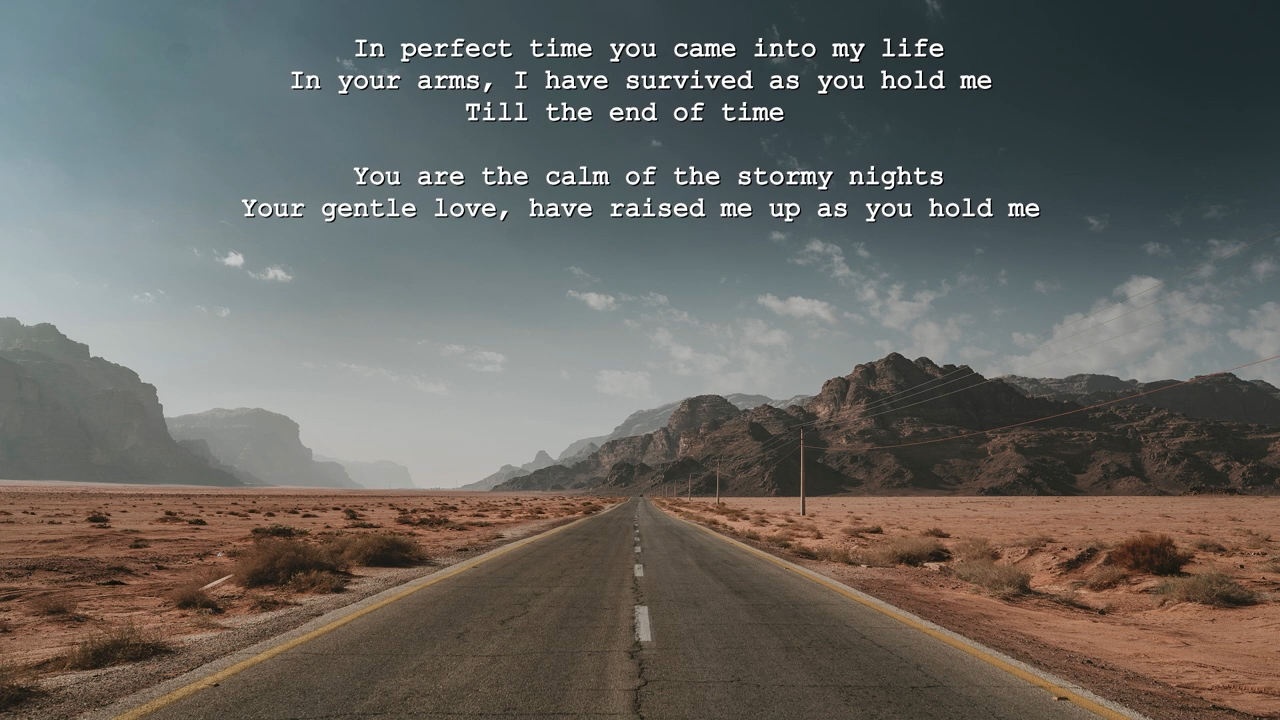 In perfect time you came into my life
In your arms, I have survived as you hold me
Till the end of time
You are the calm of the stormy nights
Your gentle love, have raised me up as you hold me